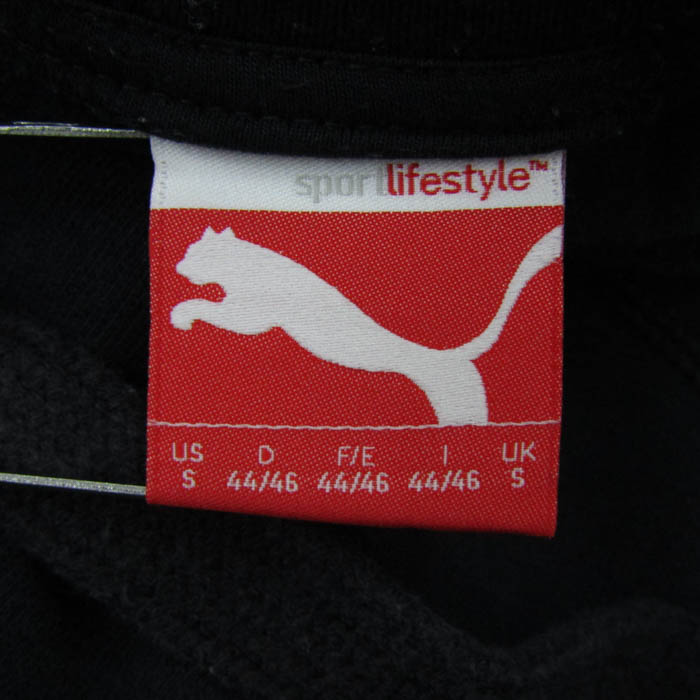 sportlifestyle™
US D F/E I UK
S 44/46 44/46 44/46 S